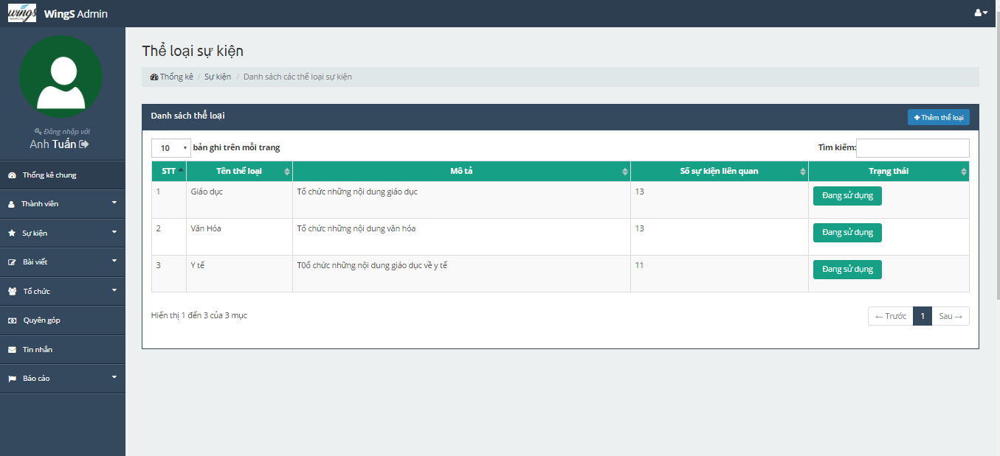 wings WingS Admin
Đăng nhập với
Anh Tuấn
Thống kê chung
Thành viên
Sự kiện
Bài viết
Tổ chức
Quyên góp
Tin nhắn
Báo cáo
Thể loại sự kiện
Thống kê / Sự kiện / Danh sách các thể loại sự kiện
Danh sách thể loại Thêm thể loại
10 bản ghi trên mỗi trang Tìm kiếm:
STT Tên thể loại Mô tả Số sự kiện liên quan Trạng thái
1 Giáo dục Tổ chức những nội dung giáo dục 13 Đang sử dụng
2 Văn Hóa Tổ chức những nội dung văn hóa 13 Đang sử dụng
3 Y tế T0ổ chức những nội dung giáo dục về y tế 11 Đang sử dụng
Hiển thị 1 đến 3 của 3 mục ← Trước 1 Sau →